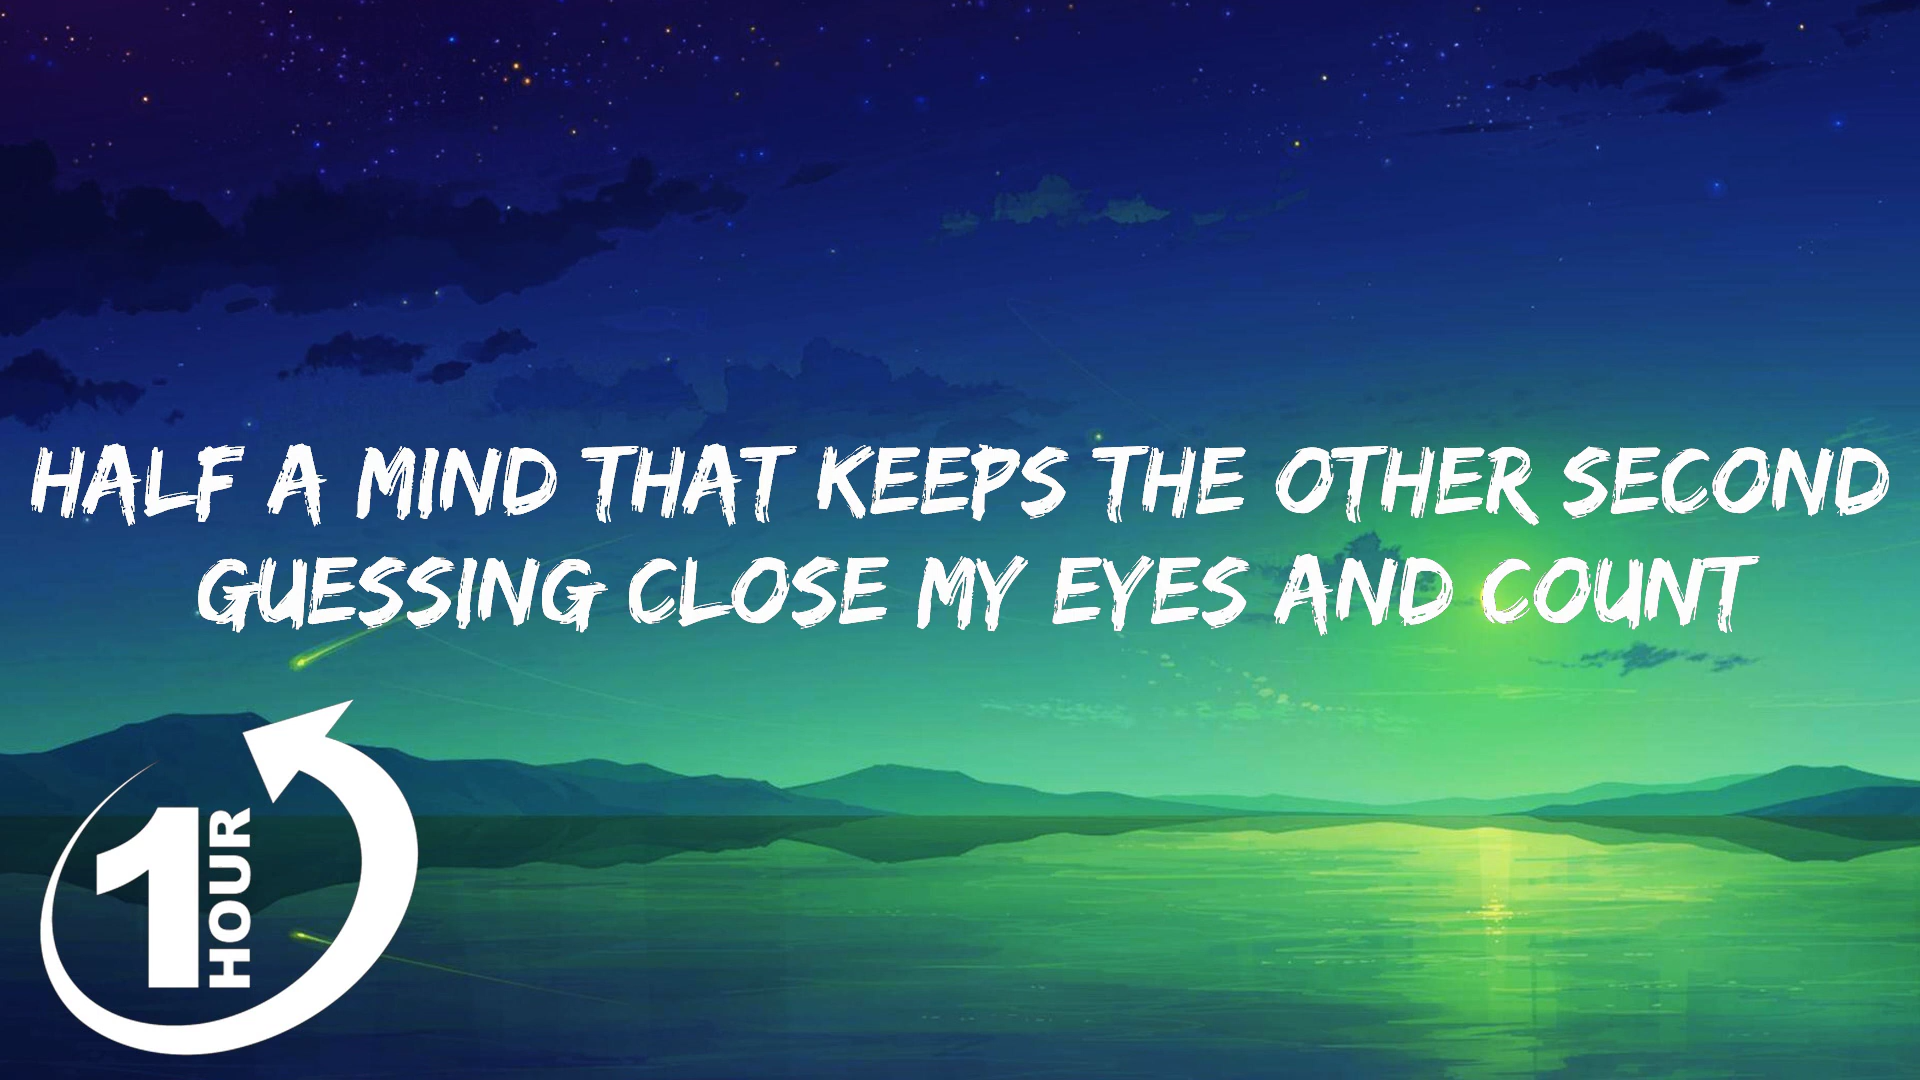 HALF A MIND THAT KEEPS THE OTHER SECOND
GUESSING CLOSE MY EYES AND COUNT
1 HOUR